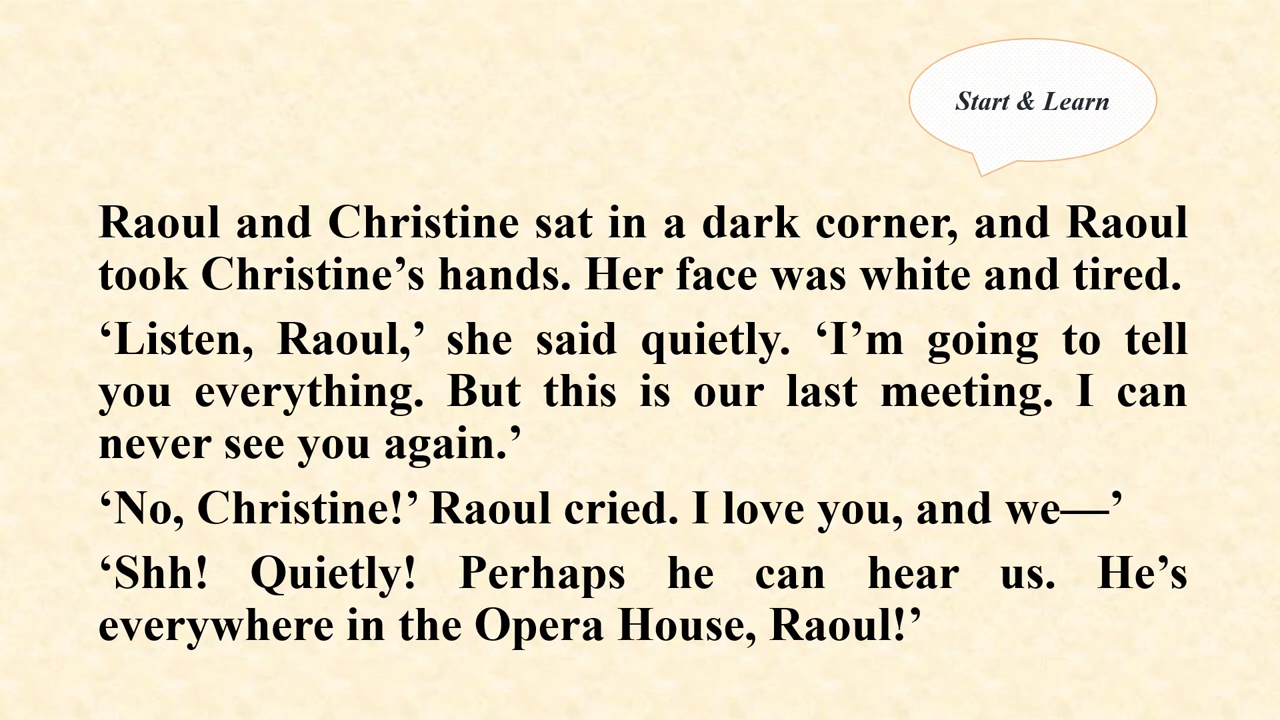 Start & Learn
Raoul and Christine sat in a dark corner, and Raoul
took Christine’s hands. Her face was white and tired.
‘Listen, Raoul,’ she said quietly. ‘I’m going to tell
you everything. But this is our last meeting. I can
never see you again.’
‘No, Christine!’ Raoul cried. I love you, and we—’
‘Shh! Quietly! Perhaps he can hear us. He’s
everywhere in the Opera House, Raoul!’